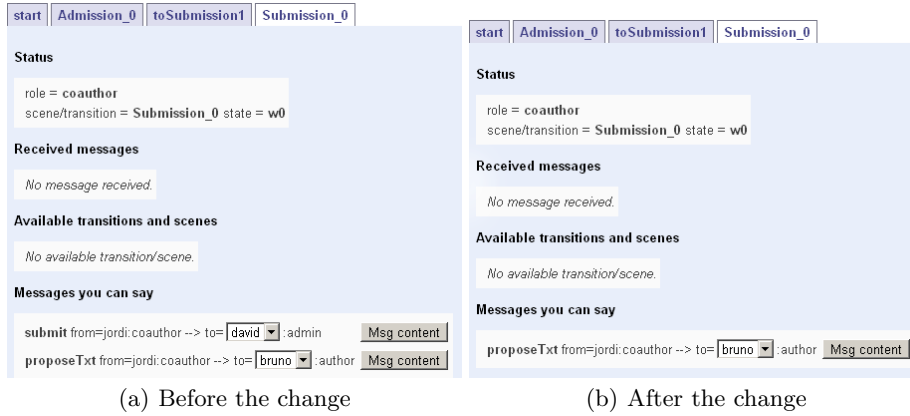 start Admission_0 toSubmission1 Submission_0
Status
role = coauthor
scene/transition = Submission_0 state = w0
Received messages
No message received.
Available transitions and scenes
No available transition/scene.
Messages you can say
submit from=jordi:coauthor --> to= david :admin Msg content
proposeTxt from=jordi:coauthor --> to= bruno :author Msg content
(a) Before the change
start Admission_0 toSubmission1 Submission_0
Status
role = coauthor
scene/transition = Submission_0 state = w0
Received messages
No message received.
Available transitions and scenes
No available transition/scene.
Messages you can say
proposeTxt from=jordi:coauthor --> to= bruno :author Msg content
(b) After the change